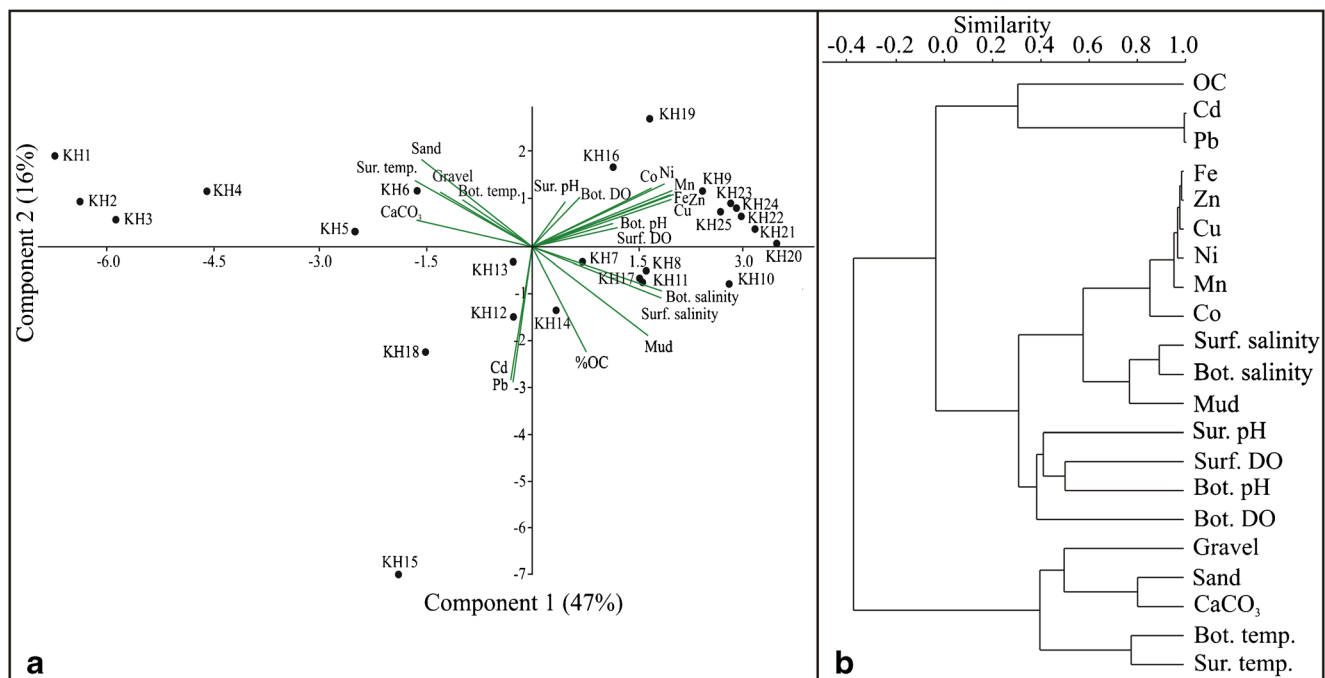 Similarity
-0.4 -0.2 0.0 0.2 0.4 0.6 0.8 1.0
Component 2 (16%)
KH1
KH2
KH3
KH4
KH5
KH6
KH19
KH16
KH9
KH23
KH24
KH22
KH25
KH21
KH20
KH7
KH8
KH17
KH11
KH10
KH13
KH12
KH14
KH18
KH15
Sand
Sur. temp.
Gravel
Bot. temp.
CaCO₃
Sur. pH
Bot. DO
Co
Ni
Mn
Fe
Zn
Cu
Bot. pH
Surf. DO
Bot. salinity
Surf. salinity
Mud
%OC
Cd
Pb
2
1
-6.0 -4.5 -3.0 -1.5 1.5 3.0
-1
-2
-3
-4
-5
-6
-7
Component 1 (47%)
a
OC
Cd
Pb
Fe
Zn
Cu
Ni
Mn
Co
Surf. salinity
Bot. salinity
Mud
Sur. pH
Surf. DO
Bot. pH
Bot. DO
Gravel
Sand
CaCO₃
Bot. temp.
Sur. temp.
b